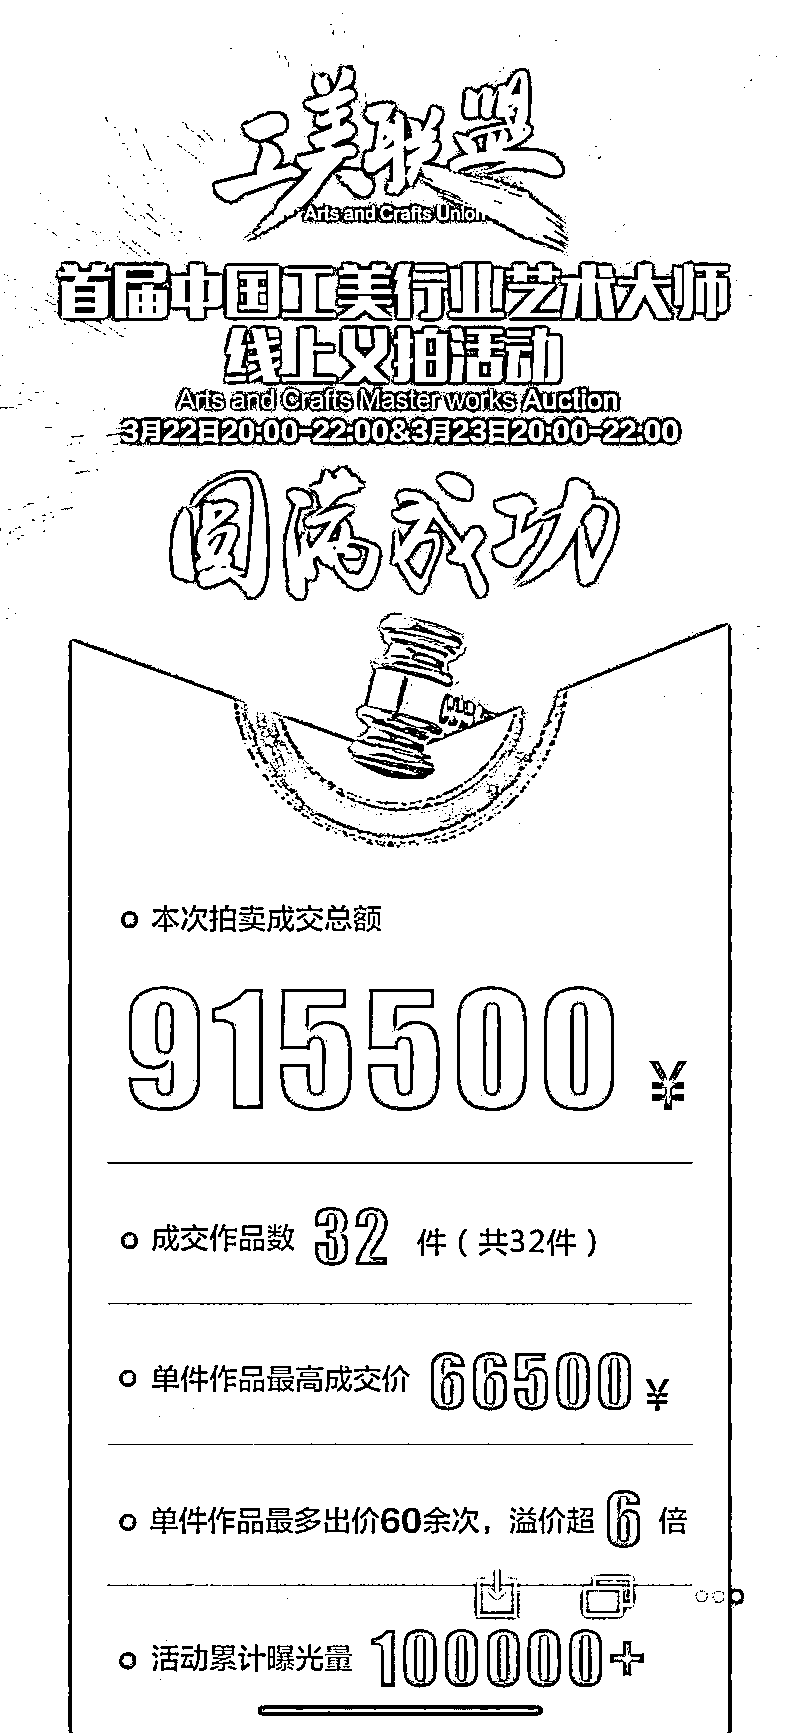 工美联盟
Arts and Crafts Union
首届中国工美行业艺术大师
线上义拍活动
Arts and Crafts Master works Auction
3月22日20:00-22:00&3月23日20:00-22:00
圆满成功
本次拍卖成交总额
915500 ¥
成交作品数 32 件（共32件）
单件作品最高成交价 66500 ¥
单件作品最多出价60余次，溢价超 6 倍
活动累计曝光量 100000+